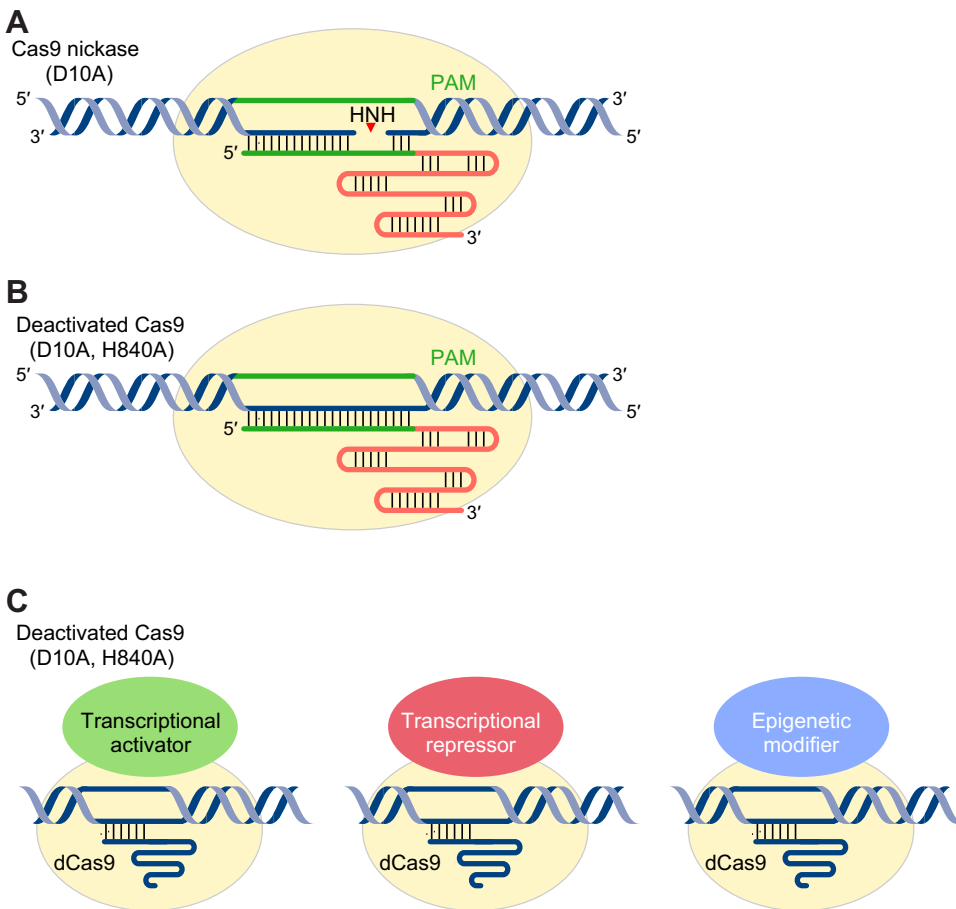 A
Cas9 nickase
(D10A)
PAM
5′
3′
HNH
3′
5′
5′
3′
B
Deactivated Cas9
(D10A, H840A)
PAM
5′
3′
3′
5′
5′
3′
C
Deactivated Cas9
(D10A, H840A)
Transcriptional
activator
Transcriptional
repressor
Epigenetic
modifier
dCas9
dCas9
dCas9